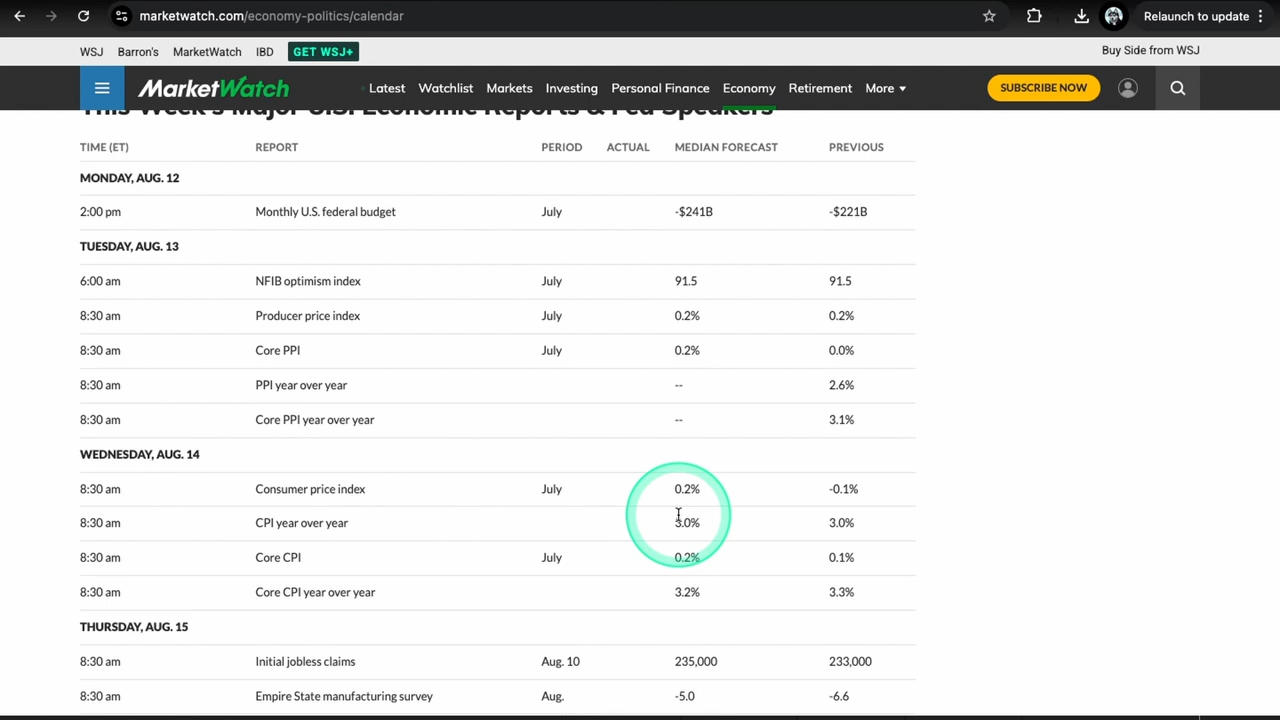 marketwatch.com/economy-politics/calendar
Relaunch to update
WSJ Barron's MarketWatch IBD GET WSJ+ Buy Side from WSJ
MarketWatch Latest Watchlist Markets Investing Personal Finance Economy Retirement More SUBSCRIBE NOW
This Week's Major U.S. Economic Reports & Fed Speakers
TIME (ET) REPORT PERIOD ACTUAL MEDIAN FORECAST PREVIOUS
MONDAY, AUG. 12
2:00 pm Monthly U.S. federal budget July -$241B -$221B
TUESDAY, AUG. 13
6:00 am NFIB optimism index July 91.5 91.5
8:30 am Producer price index July 0.2% 0.2%
8:30 am Core PPI July 0.2% 0.0%
8:30 am PPI year over year -- 2.6%
8:30 am Core PPI year over year -- 3.1%
WEDNESDAY, AUG. 14
8:30 am Consumer price index July 0.2% -0.1%
8:30 am CPI year over year 3.0% 3.0%
8:30 am Core CPI July 0.2% 0.1%
8:30 am Core CPI year over year 3.2% 3.3%
THURSDAY, AUG. 15
8:30 am Initial jobless claims Aug. 10 235,000 233,000
8:30 am Empire State manufacturing survey Aug. -5.0 -6.6